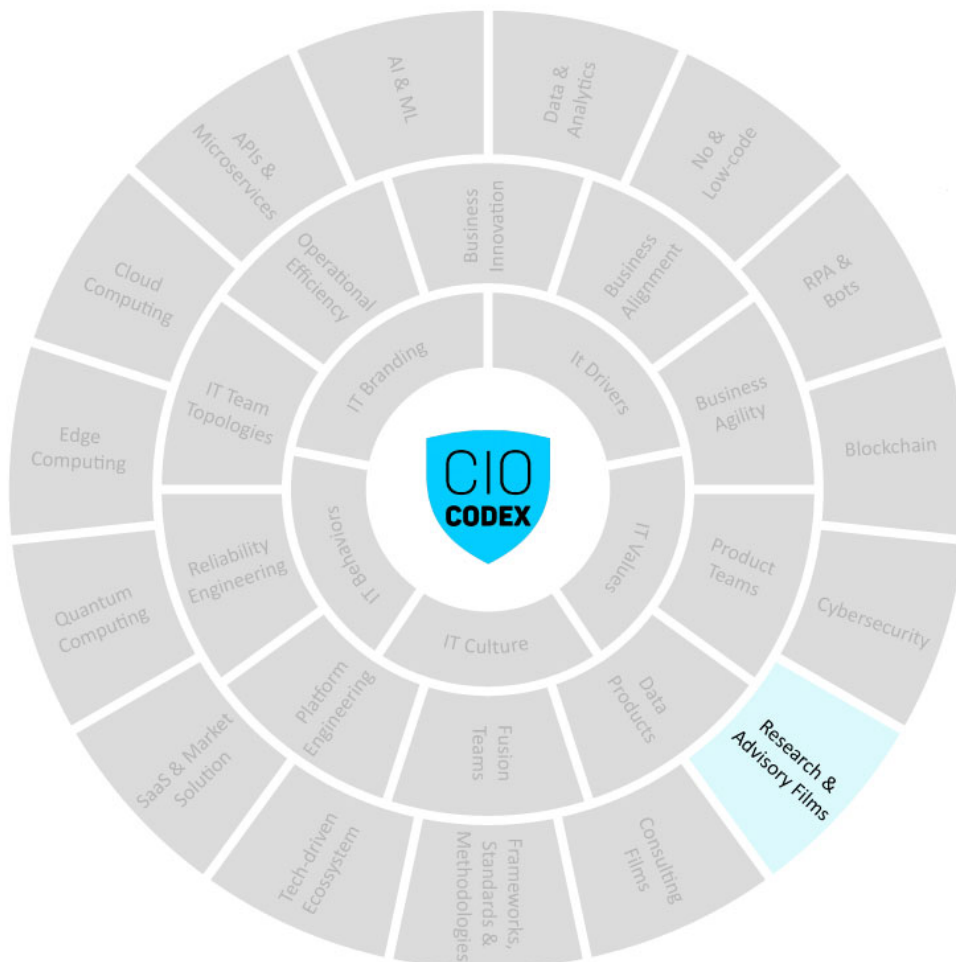 AI & ML
Data &
Analytics
No &
Low-code
RPA &
Bots
Blockchain
Cybersecurity
Research &
Advisory Films
Consulting
Films
Frameworks,
Standards &
Methodologies
Tech-driven
Ecossystem
SaaS & Market
Solution
Quantum
Computing
Edge
Computing
Cloud
Computing
APIs &
Microservices
Business
Innovation
Business
Alignment
Business
Agility
Product
Teams
Data
Products
Fusion
Teams
Platform
Engineering
Reliability
Engineering
IT Team
Topologies
Operational
Efficiency
IT Branding
It Drivers
IT Values
IT Culture
IT Behaviors
CIO
CODEX